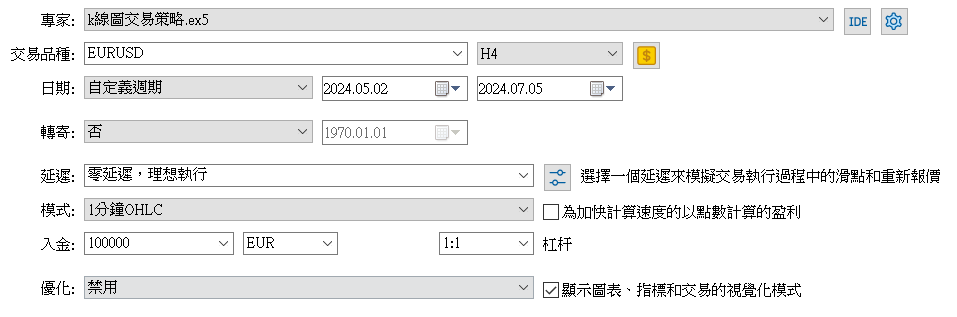 專家: k線圖交易策略.ex5 IDE
交易品種: EURUSD H4 $
日期: 自定義週期 2024.05.02 2024.07.05
轉寄: 否 1970.01.01
延遲: 零延遲，理想執行 選擇一個延遲來模擬交易執行過程中的滑點和重新報價
模式: 1分鐘OHLC 為加快計算速度的以點數計算的盈利
入金: 100000 EUR 1:1 槓杆
優化: 禁用 顯示圖表、指標和交易的視覺化模式